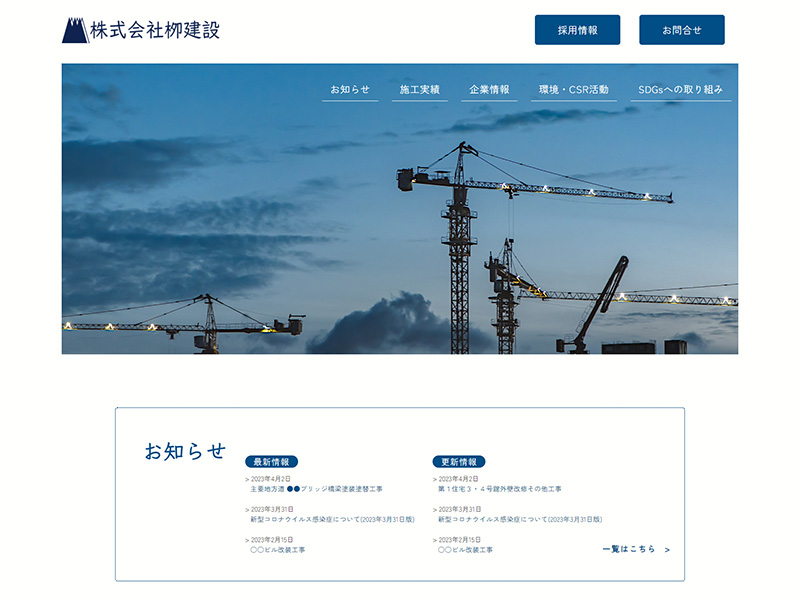 株式会社栁建設
採用情報
お問合せ
お知らせ
施工実績
企業情報
環境・CSR活動
SDGsへの取り組み
お知らせ
最新情報
> 2023年4月2日
主要地方道 ●●ブリッジ橋梁塗装塗替工事
> 2023年3月31日
新型コロナウイルス感染症について(2023年3月31日版)
> 2023年2月15日
○○ビル改装工事
更新情報
> 2023年4月2日
第１住宅３・４号館外壁改修その他工事
> 2023年3月31日
新型コロナウイルス感染症について(2023年3月31日版)
> 2023年2月15日
○○ビル改装工事
一覧はこちら >